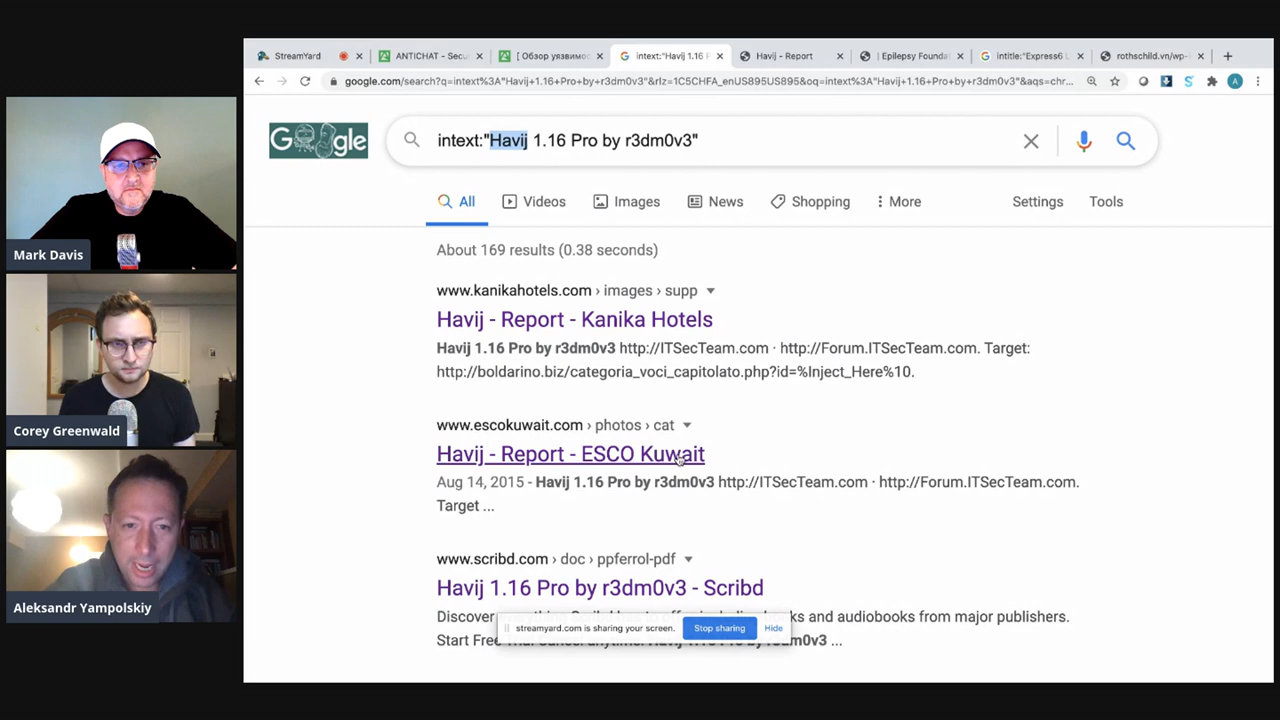 StreamYard
ANTICHAT - Secu
[ Обзор уязвимос
intext:"Havij 1.16 P
Havij - Report
| Epilepsy Foundat
intitle:"Express6 L
rothschild.vn/wp-
google.com/search?q=intext%3A"Havij+1.16+Pro+by+r3dm0v3"&rlz=1C5CHFA_enUS895US895&oq=intext%3A"Havij+1.16+Pro+by+r3dm0v3"&aqs=chr...
A
Google
intext:"Havij 1.16 Pro by r3dm0v3"
All
Videos
Images
News
Shopping
More
Settings
Tools
About 169 results (0.38 seconds)
www.kanikahotels.com › images › supp
Havij - Report - Kanika Hotels
Havij 1.16 Pro by r3dm0v3 http://ITSecTeam.com · http://Forum.ITSecTeam.com. Target:
http://boldarino.biz/categoria_voci_capitolato.php?id=%Inject_Here%10.
www.escokuwait.com › photos › cat
Havij - Report - ESCO Kuwait
Aug 14, 2015 - Havij 1.16 Pro by r3dm0v3 http://ITSecTeam.com · http://Forum.ITSecTeam.com.
Target ...
www.scribd.com › doc › ppferrol-pdf
Havij 1.16 Pro by r3dm0v3 - Scribd
Discover and audiobooks from major publishers.
streamyard.com is sharing your screen.
Stop sharing
Hide
Start Fre ...
Mark Davis
Corey Greenwald
Aleksandr Yampolskiy